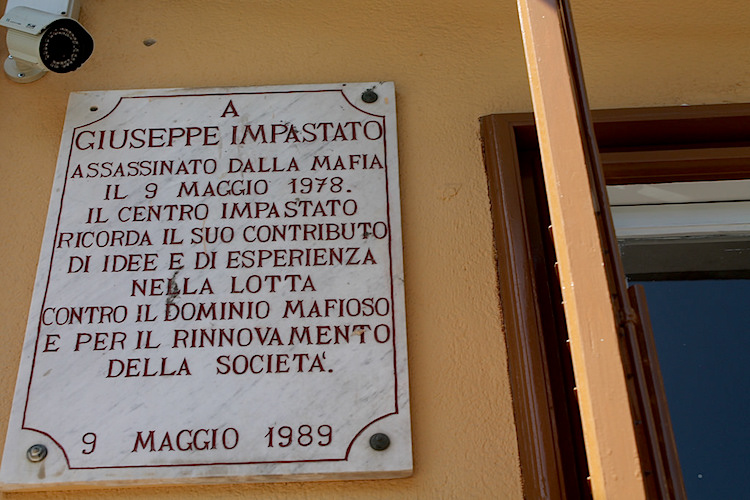 A
GIUSEPPE IMPASTATO
ASSASSINATO DALLA MAFIA
IL 9 MAGGIO 1978.
IL CENTRO IMPASTATO
RICORDA IL SUO CONTRIBUTO
DI IDEE E DI ESPERIENZA
NELLA LOTTA
CONTRO IL DOMINIO MAFIOSO
E PER IL RINNOVAMENTO
DELLA SOCIETA'.
9 MAGGIO 1989